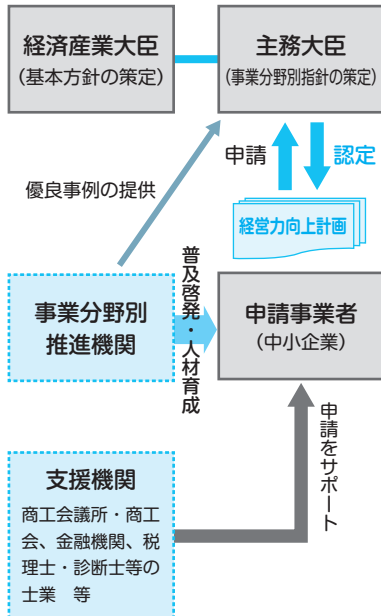 経済産業大臣
（基本方針の策定）
主務大臣
（事業分野別指針の策定）
申請
認定
優良事例の提供
経営力向上計画
事業分野別
推進機関
普及啓発・人材育成
申請事業者
（中小企業）
申請をサポート
支援機関
商工会議所・商工
会、金融機関、税
理士・診断士等の
士業　等